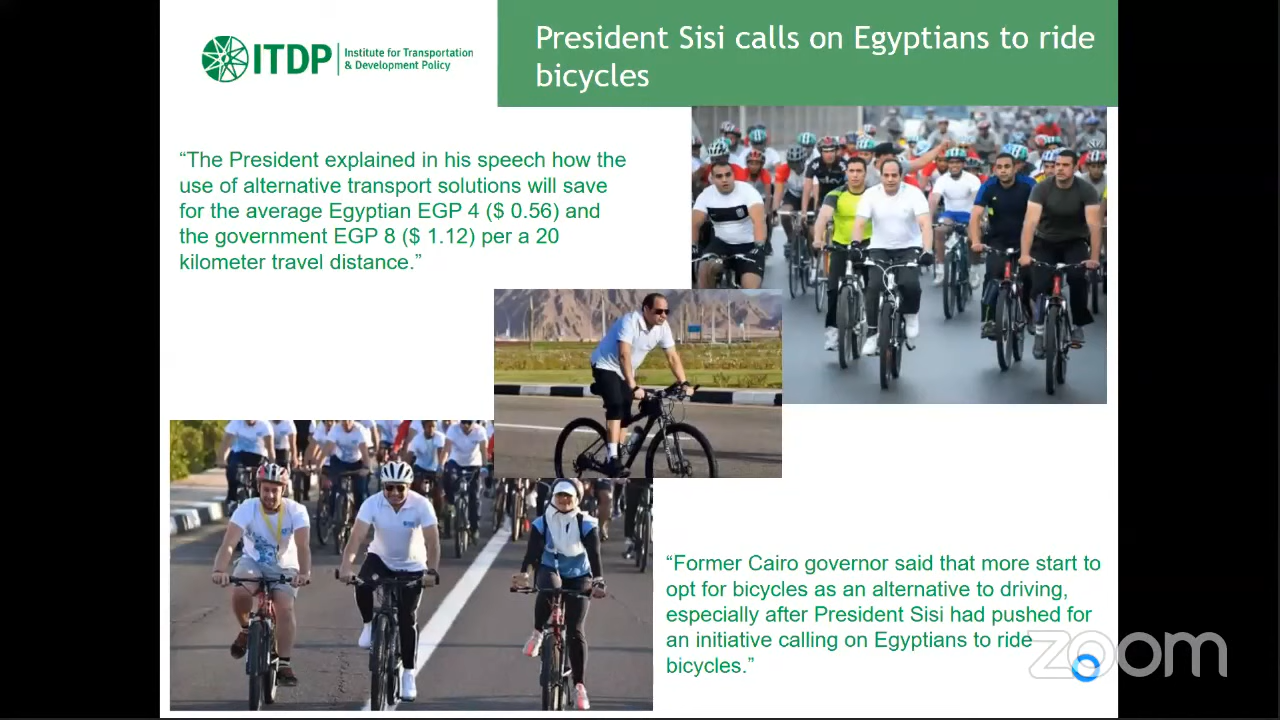 ITDP
Institute for Transportation
& Development Policy
President Sisi calls on Egyptians to ride
bicycles
“The President explained in his speech how the
use of alternative transport solutions will save
for the average Egyptian EGP 4 ($ 0.56) and
the government EGP 8 ($ 1.12) per a 20
kilometer travel distance.”
“Former Cairo governor said that more start to
opt for bicycles as an alternative to driving,
especially after President Sisi had pushed for
an initiative calling on Egyptians to ride
bicycles.”
zoom